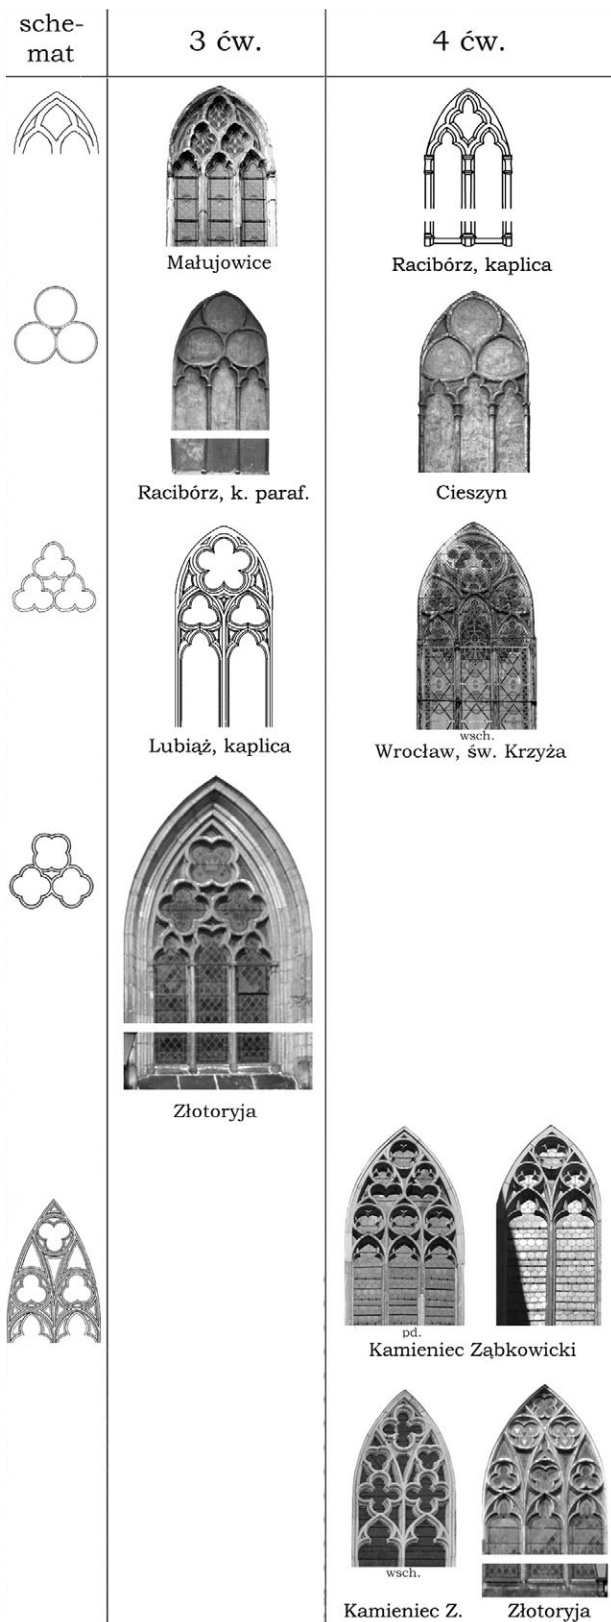 sche-
mat
3 ćw.
4 ćw.
Małujowice
Racibórz, kaplica
Racibórz, k. paraf.
Cieszyn
Lubiąż, kaplica
wsch.
Wrocław, św. Krzyża
Złotoryja
pd.
Kamieniec Ząbkowicki
wsch.
Kamieniec Z.
Złotoryja